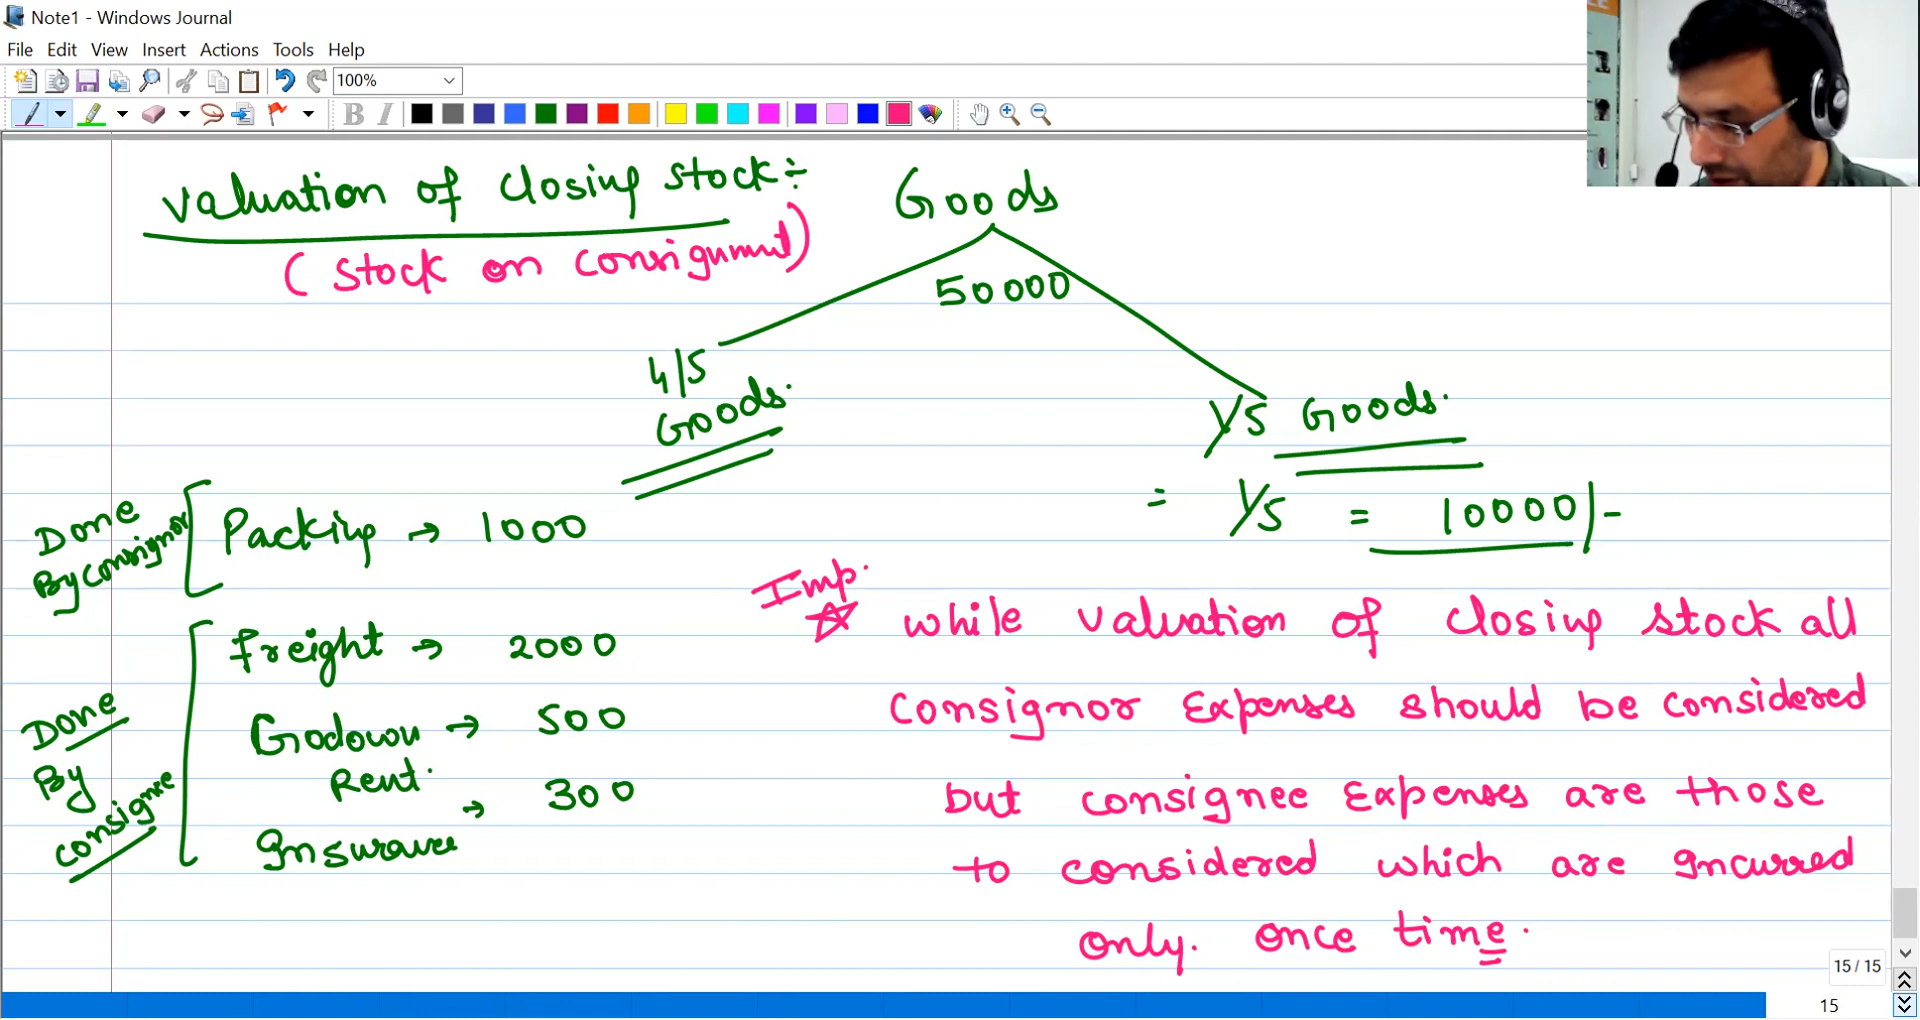 Note1 - Windows Journal
File Edit View Insert Actions Tools Help
100%
Valuation of closing stock:-
(Stock on consignment)
Goods
50000
4/5
Goods.
1/5 Goods.
= 1/5 = 10000/-
Done
By consignor
Packing → 1000
Done
By
consignee
Freight → 2000
Godown → 500
Rent.
Insurance → 300
Imp.
while valuation of closing stock all
consignor Expenses should be considered
but consignee Expenses are those
to considered which are Incurred
only. once time.
15 / 15
15